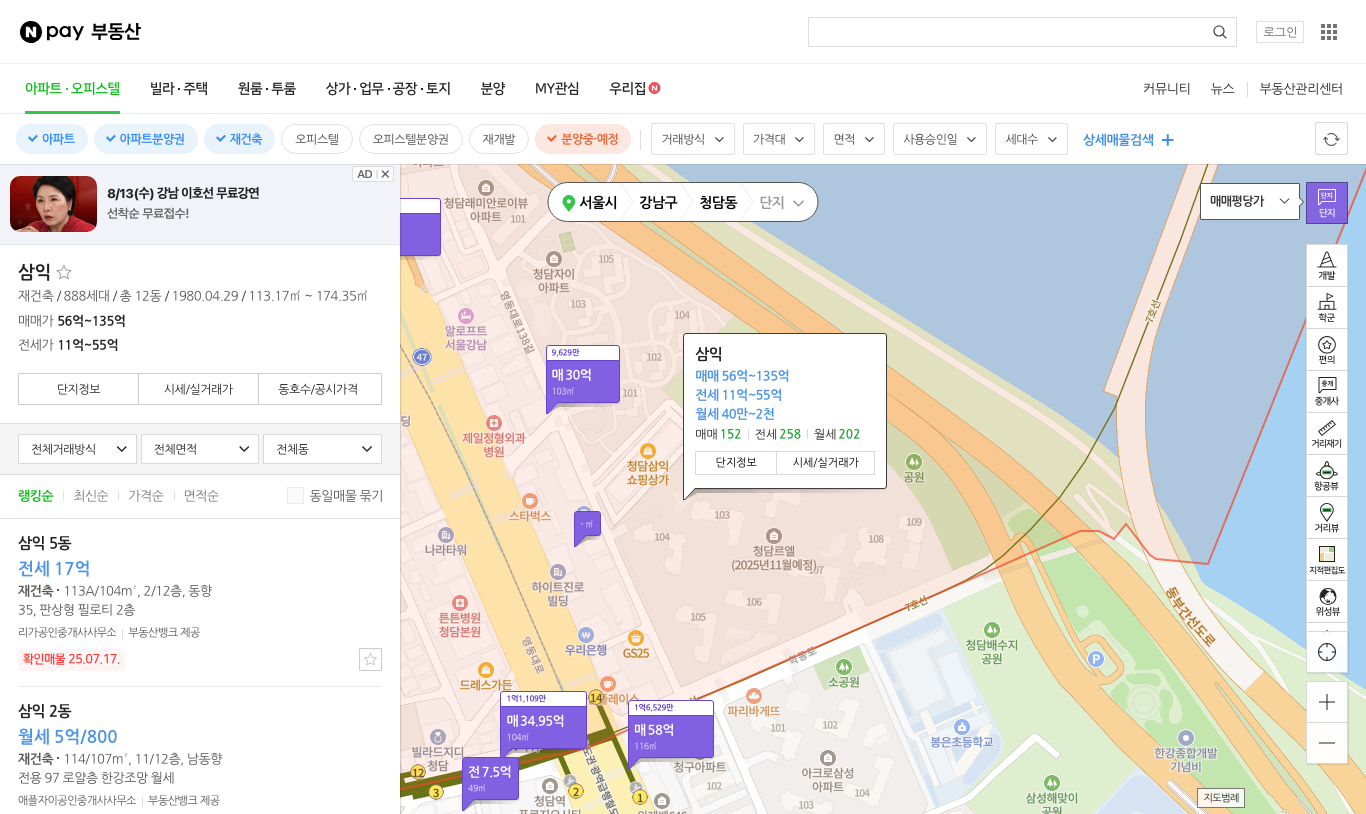 N pay 부동산
로그인
아파트·오피스텔 빌라·주택 원룸·투룸 상가·업무·공장·토지 분양 MY관심 우리집 N 커뮤니티 뉴스 부동산관리센터
아파트 아파트분양권 재건축 오피스텔 오피스텔분양권 재개발 분양중·예정 거래방식 가격대 면적 사용승인일 세대수 상세매물검색
AD
8/13(수) 강남 이호선 무료강연
선착순 무료접수!
삼익
재건축 / 888세대 / 총 12동 / 1980.04.29 / 113.17㎡ ~ 174.35㎡
매매가 56억~135억
전세가 11억~55억
단지정보 시세/실거래가 동호수/공시가격
전체거래방식 전체면적 전체동
랭킹순 최신순 가격순 면적순 동일매물 묶기
삼익 5동
전세 17억
재건축 · 113A/104m², 2/12층, 동향
35, 판상형 필로티 2층
리가공인중개사사무소 부동산뱅크 제공
확인매물 25.07.17.
삼익 2동
월세 5억/800
재건축 · 114/107m², 11/12층, 남동향
전용 97 로얄층 한강조망 월세
애플자이공인중개사사무소 부동산뱅크 제공
서울시 강남구 청담동 단지
매매평당가
단지
단지
개발
학군
편의
중개
중개사
거리재기
항공뷰
거리뷰
지적편집도
위성뷰
청담래미안로이뷰
아파트
101
청담자이
아파트
105
103
104
102
101
영동대로138길
7호선
알로프트
서울강남
47
9,629만
매 30억
103㎡
삼익
매매 56억~135억
전세 11억~55억
월세 40만~2천
매매 152 전세 258 월세 202
단지정보 시세/실거래가
제일정형외과
병원
청담삼익
쇼핑상가
공원
스타벅스
- ㎡
나라타워
103
104
109
108
107
106
105
청담르엘
(2025년11월예정)
하이트진로
빌딩
튼튼병원
청담본원
우리은행
GS25
영동대로
7호선
학동로
동부간선도로
청담배수지
공원
소공원
P
드레스가든
1억1,109만
매 34.95억
104㎡
14
1억6,529만
매 58억
116㎡
파리바게뜨
101
102
봉은초등학교
한강종합개발
기념비
빌라드지디
청담
전 7.5억
49㎡
12
3
2
1
청담역
청구아파트
102
아크로삼성
아파트
103
104
삼성해맞이
공원
지도범례